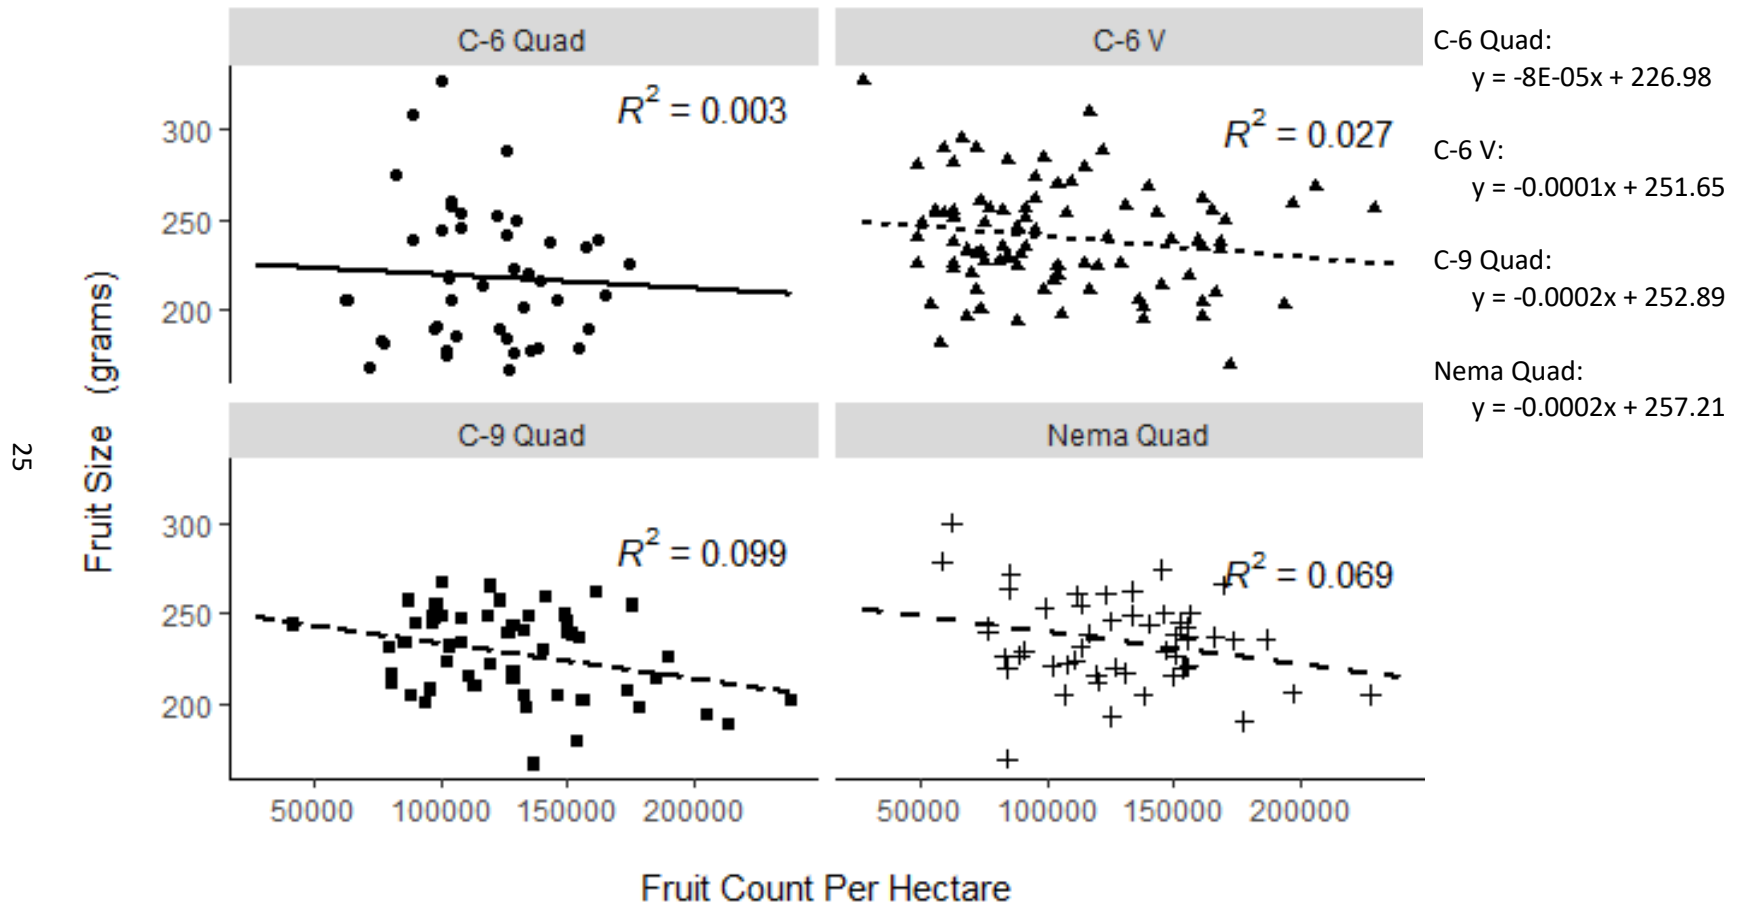 C-6 Quad
C-6 V
R² = 0.003
R² = 0.027
300
250
200
C-9 Quad
Nema Quad
R² = 0.099
R² = 0.069
300
250
200
50000 100000 150000 200000
50000 100000 150000 200000
Fruit Size (grams)
Fruit Count Per Hectare
C-6 Quad:
y = -8E-05x + 226.98
C-6 V:
y = -0.0001x + 251.65
C-9 Quad:
y = -0.0002x + 252.89
Nema Quad:
y = -0.0002x + 257.21
25